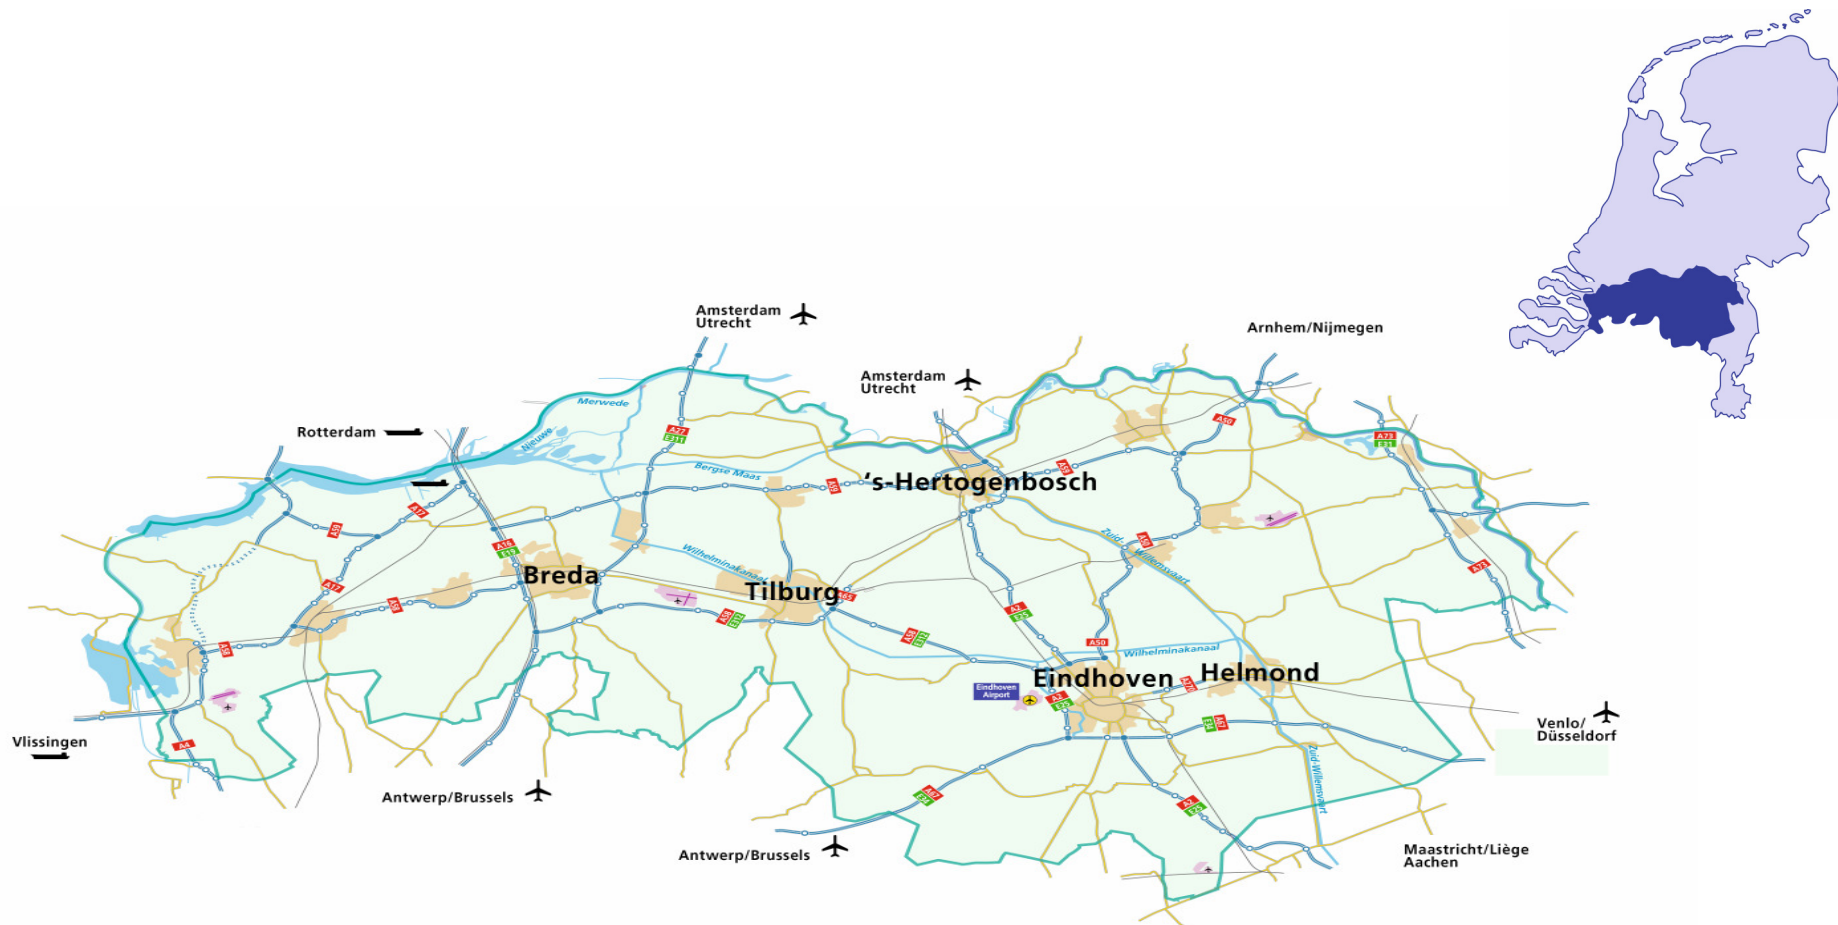 Amsterdam
Utrecht
Arnhem/Nijmegen
Amsterdam
Utrecht
Rotterdam
Merwede
Nieuwe
A27
E311
A50
A73
E31
Bergse Maas
A59
A59
's-Hertogenbosch
A17
A59
A16
E19
Zuid-
Willemsvaart
A50
Wilhelminakanaal
Breda
Tilburg
A17
A58
A65
A73
A58
E312
A2
E25
A58
E312
A50
Wilhelminakanaal
A58
Eindhoven
Helmond
Eindhoven
Airport
A2
E25
A270
A67
E34
A4
Vlissingen
Venlo/
Düsseldorf
Zuid-Willemsvaart
Antwerp/Brussels
A67
E34
A2
E25
Antwerp/Brussels
Maastricht/Liège
Aachen